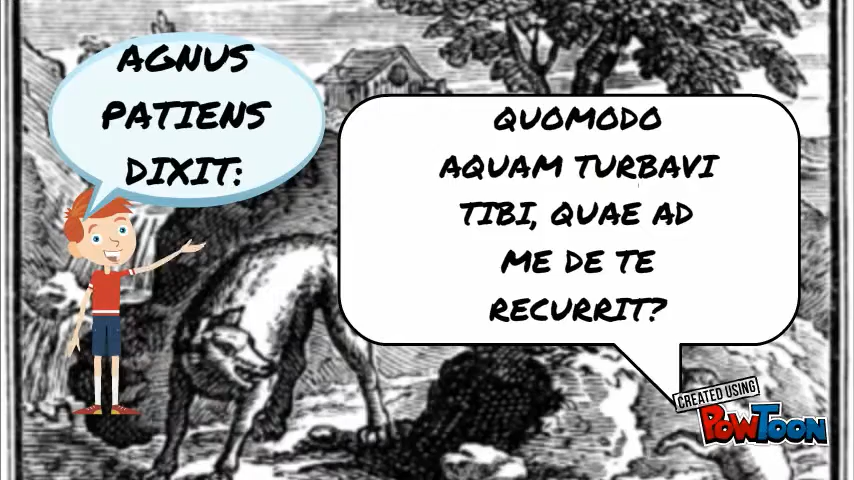 AGNUS
PATIENS
DIXIT:
QUOMODO
AQUAM TURBAVI
TIBI, QUAE AD
ME DE TE
RECURRIT?
CREATED USING
POWTOON